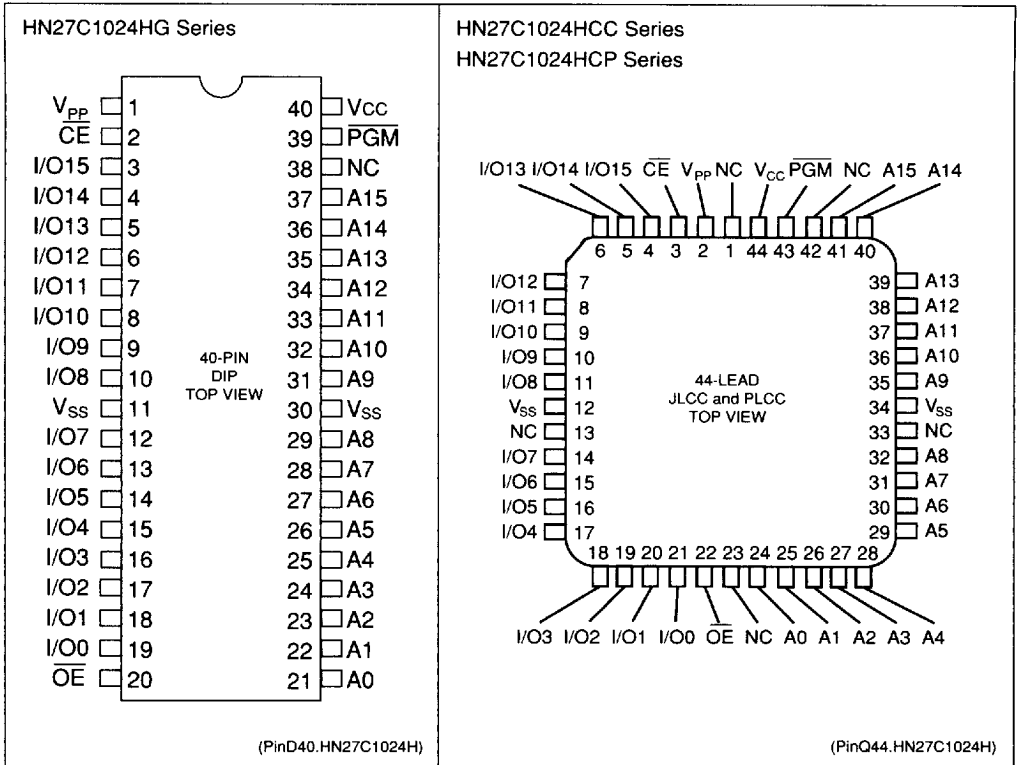 HN27C1024HG Series
VPP 1 40 VCC
CE 2 39 PGM
I/O15 3 38 NC
I/O14 4 37 A15
I/O13 5 36 A14
I/O12 6 35 A13
I/O11 7 34 A12
I/O10 8 33 A11
I/O9 9 32 A10
I/O8 10 31 A9
VSS 11 30 VSS
I/O7 12 29 A8
I/O6 13 28 A7
I/O5 14 27 A6
I/O4 15 26 A5
I/O3 16 25 A4
I/O2 17 24 A3
I/O1 18 23 A2
I/O0 19 22 A1
OE 20 21 A0
40-PIN
DIP
TOP VIEW
(PinD40.HN27C1024H)
HN27C1024HCC Series
HN27C1024HCP Series
I/O13 I/O14 I/O15 CE VPP NC VCC PGM NC A15 A14
6 5 4 3 2 1 44 43 42 41 40
I/O12 7 39 A13
I/O11 8 38 A12
I/O10 9 37 A11
I/O9 10 36 A10
I/O8 11 35 A9
VSS 12 34 VSS
NC 13 33 NC
I/O7 14 32 A8
I/O6 15 31 A7
I/O5 16 30 A6
I/O4 17 29 A5
44-LEAD
JLCC and PLCC
TOP VIEW
18 19 20 21 22 23 24 25 26 27 28
I/O3 I/O2 I/O1 I/O0 OE NC A0 A1 A2 A3 A4
(PinQ44.HN27C1024H)